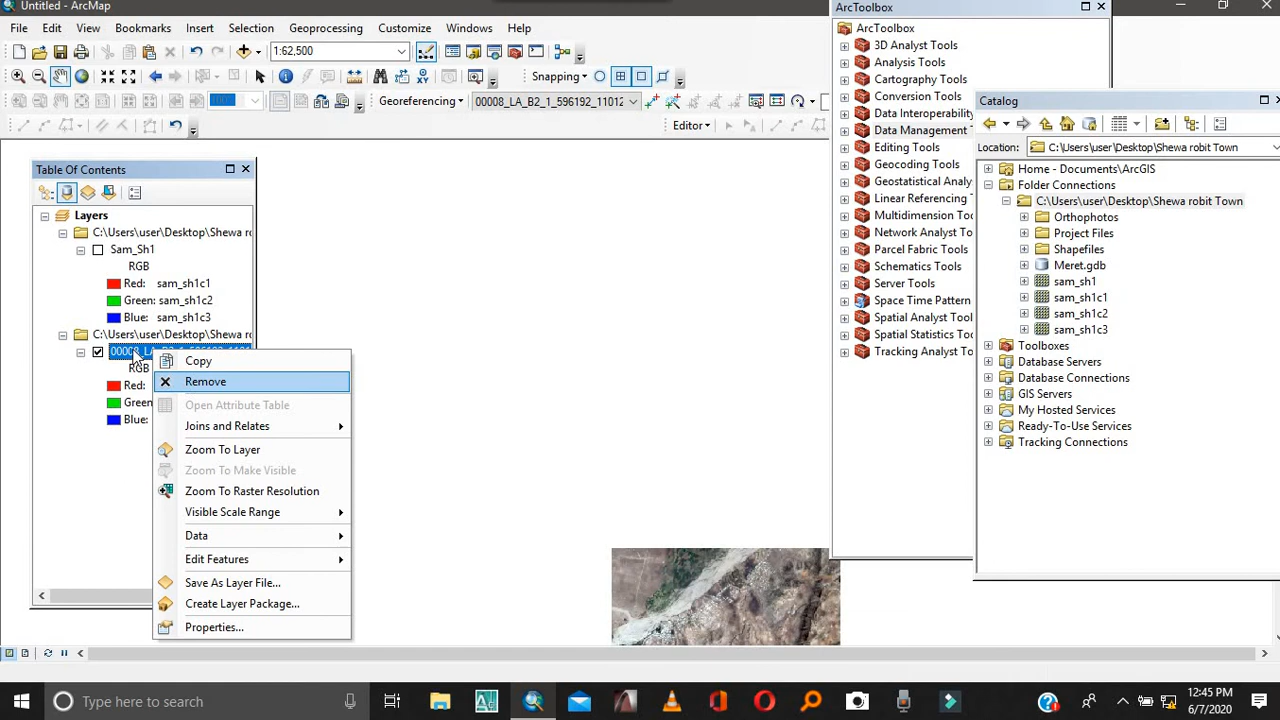 Untitled - ArcMap
File Edit View Bookmarks Insert Selection Geoprocessing Customize Windows Help
1:62,500
Snapping
Georeferencing 00008_LA_B2_1_596192_11012
Editor
Table Of Contents
Layers
C:\Users\user\Desktop\Shewa
Sam_Sh1
RGB
Red: sam_sh1c1
Green: sam_sh1c2
Blue: sam_sh1c3
C:\Users\user\Desktop\Shewa ro
RGB
Red:
Green
Blue:
Copy
Remove
Open Attribute Table
Joins and Relates
Zoom To Layer
Zoom To Make Visible
Zoom To Raster Resolution
Visible Scale Range
Data
Edit Features
Save As Layer File...
Create Layer Package...
Properties...
ArcToolbox
ArcToolbox
3D Analyst Tools
Analysis Tools
Cartography Tools
Conversion Tools
Data Interoperability
Data Management T
Editing Tools
Geocoding Tools
Geostatistical Analy
Linear Referencing
Multidimension Too
Network Analyst To
Parcel Fabric Tools
Schematics Tools
Server Tools
Space Time Pattern
Spatial Analyst Tool
Spatial Statistics Too
Tracking Analyst To
Catalog
Location: C:\Users\user\Desktop\Shewa robit Town
Home - Documents\ArcGIS
Folder Connections
C:\Users\user\Desktop\Shewa robit Town
Orthophotos
Project Files
Shapefiles
Meret.gdb
sam_sh1
sam_sh1c1
sam_sh1c2
sam_sh1c3
Toolboxes
Database Servers
Database Connections
GIS Servers
My Hosted Services
Ready-To-Use Services
Tracking Connections
Type here to search
12:45 PM
6/7/2020